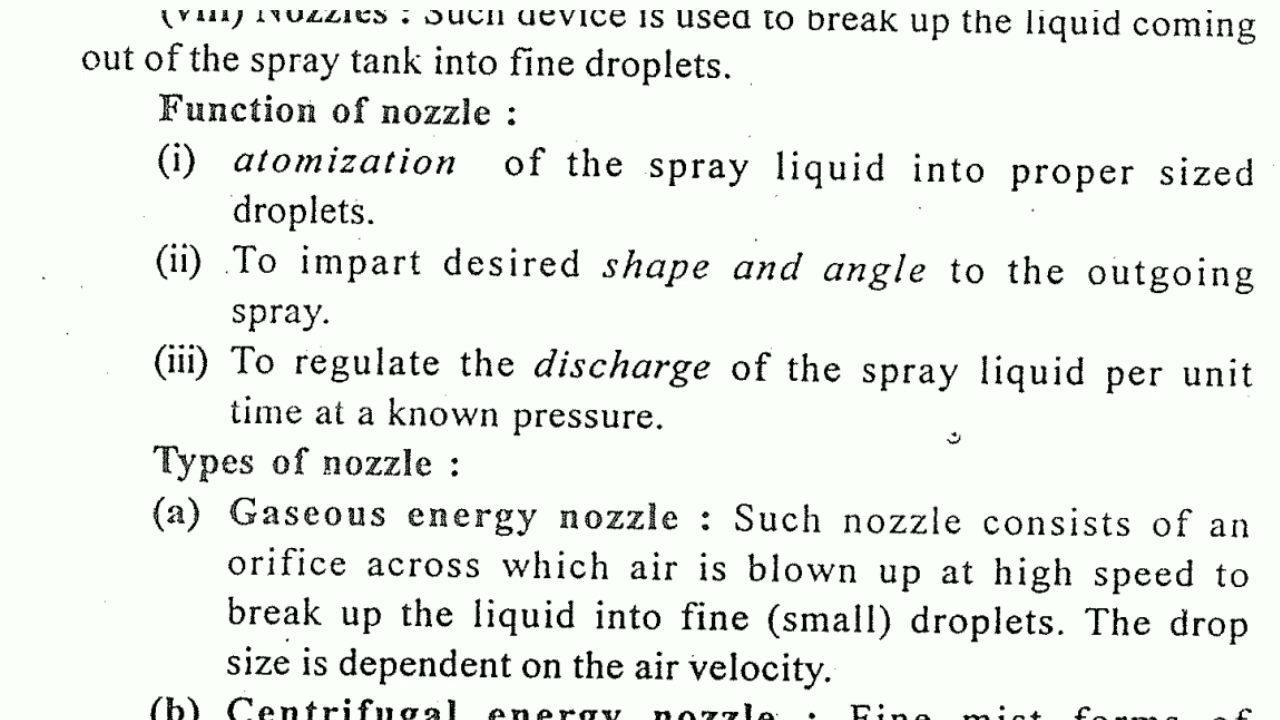 (viii) Nozzles : Such device is used to break up the liquid coming
out of the spray tank into fine droplets.
Function of nozzle :
(i) atomization of the spray liquid into proper sized
droplets.
(ii) To impart desired shape and angle to the outgoing
spray.
(iii) To regulate the discharge of the spray liquid per unit
time at a known pressure.
Types of nozzle :
(a) Gaseous energy nozzle : Such nozzle consists of an
orifice across which air is blown up at high speed to
break up the liquid into fine (small) droplets. The drop
size is dependent on the air velocity.
(b) Centrifugal energy nozzle : Fine mist forms of